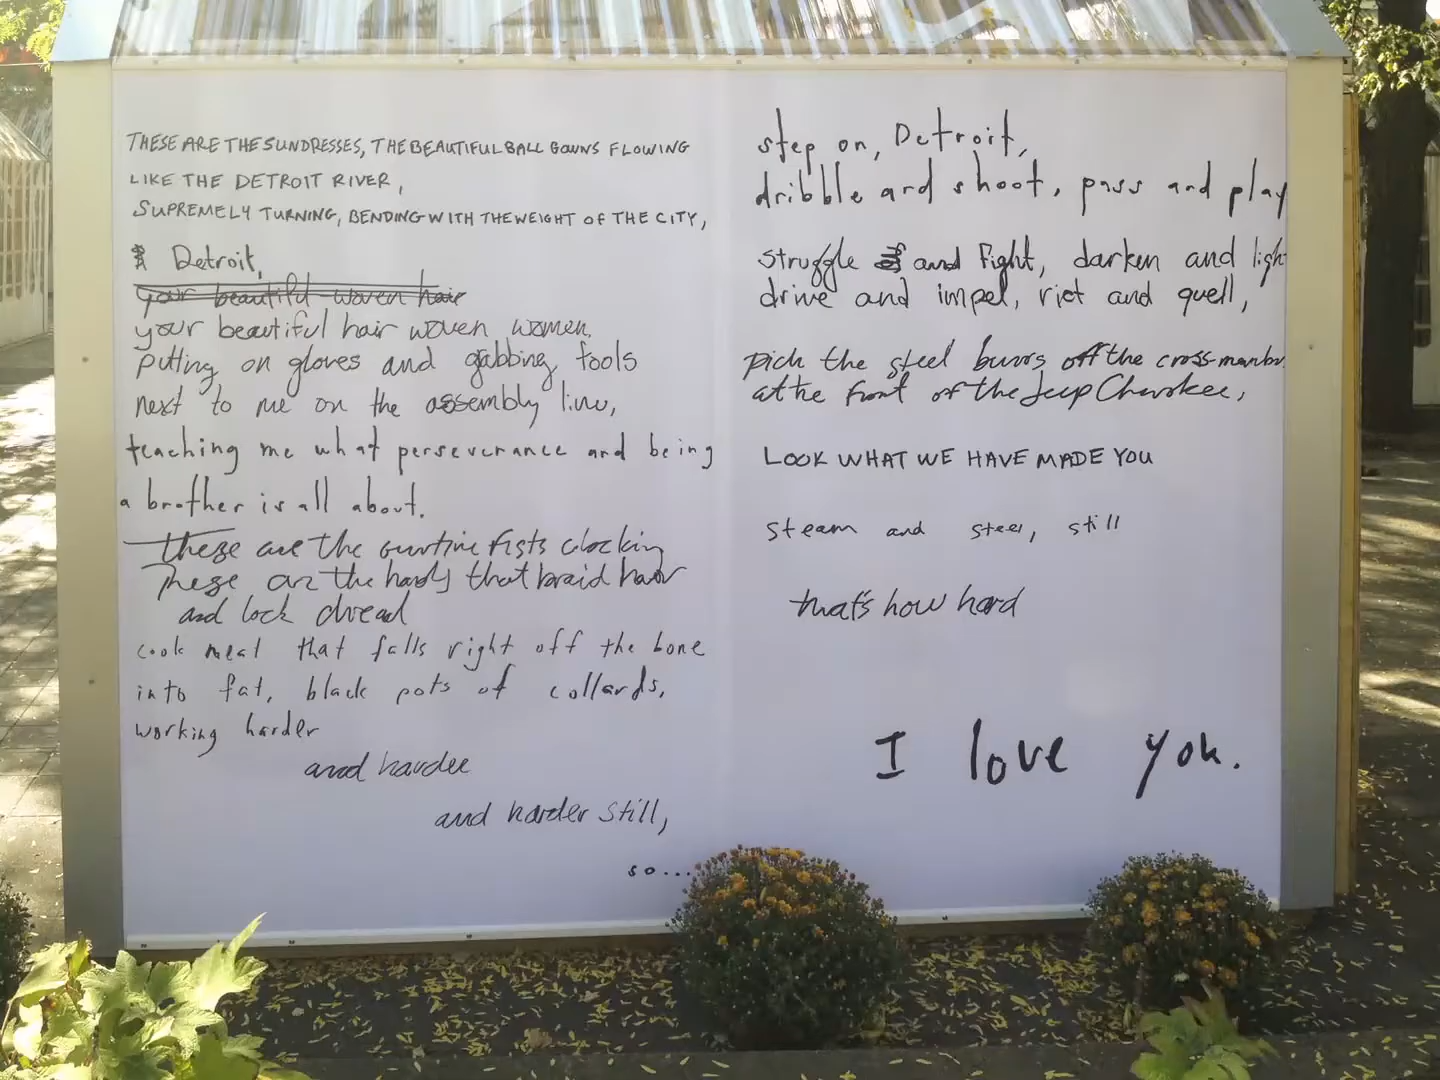 THESE ARE THE SUNDRESSES, THE BEAUTIFUL BALL GOWNS FLOWING
LIKE THE DETROIT RIVER,
SUPREMELY TURNING, BENDING WITH THE WEIGHT OF THE CITY,
Detroit,
your beautiful woven hair
your beautiful hair woven women
putting on gloves and grabbing tools
next to me on the assembly line,
teaching me what perseverance and being
a brother is all about.
these are the fists clocking
These are the hands that braid hair
and lock dread
cook meat that falls right off the bone
into fat, black pots of collards,
working harder
and harder
and harder still,
so...
step on, Detroit,
dribble and shoot, pass and play
struggle and fight, darken and light
drive and impel, riot and quell,
pick the steel burrs off the cross-member
at the front of the Jeep Cherokee,
LOOK WHAT WE HAVE MADE YOU
steam and steel, still
that's how hard
I love you.